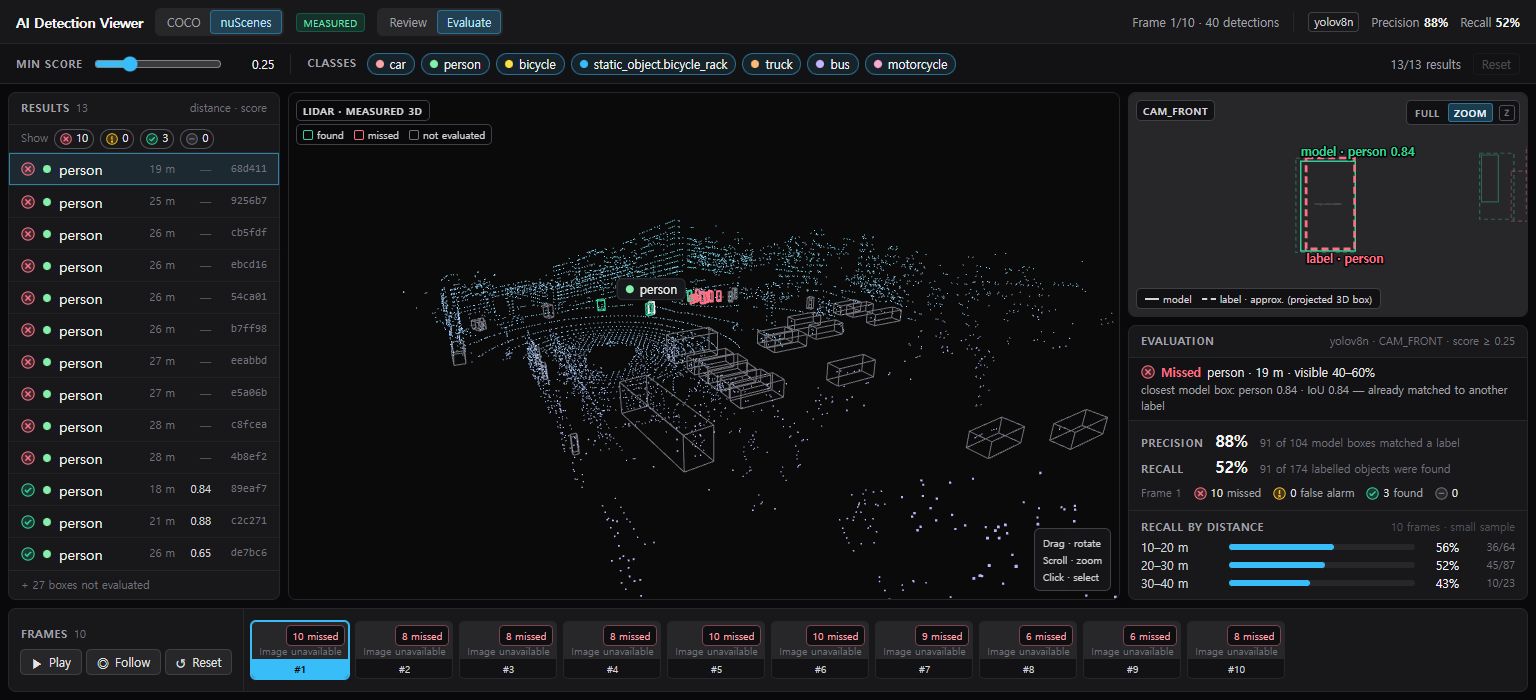 AI Detection Viewer COCO nuScenes MEASURED Review Evaluate Frame 1/10 · 40 detections yolov8n Precision 88% Recall 52%
MIN SCORE 0.25 CLASSES car person bicycle static_object.bicycle_rack truck bus motorcycle 13/13 results Reset
RESULTS 13 distance · score
Show 10 0 3 0
person 19 m — 68d411
person 25 m — 9256b7
person 26 m — cb5fdf
person 26 m — ebcd16
person 26 m — 54ca01
person 26 m — b7ff98
person 27 m — eeabbd
person 27 m — e5a06b
person 28 m — c8fcea
person 28 m — 4b8ef2
person 18 m 0.84 89eaf7
person 21 m 0.88 c2c271
person 26 m 0.65 de7bc6
+ 27 boxes not evaluated
LIDAR · MEASURED 3D
found missed not evaluated
person
Drag · rotate
Scroll · zoom
Click · select
CAM_FRONT FULL ZOOM Z
model · person 0.84
label · person
model label · approx. (projected 3D box)
EVALUATION yolov8n · CAM_FRONT · score ≥ 0.25
Missed person · 19 m · visible 40–60%
closest model box: person 0.84 · IoU 0.84 — already matched to another
label
PRECISION 88% 91 of 104 model boxes matched a label
RECALL 52% 91 of 174 labelled objects were found
Frame 1 10 missed 0 false alarm 3 found 0
RECALL BY DISTANCE 10 frames · small sample
10–20 m 56% 36/64
20–30 m 52% 45/87
30–40 m 43% 10/23
FRAMES 10
Play Follow Reset
10 missed 8 missed 8 missed 8 missed 10 missed 10 missed 9 missed 6 missed 6 missed 8 missed
Image unavailable Image unavailable Image unavailable Image unavailable Image unavailable Image unavailable Image unavailable Image unavailable Image unavailable Image unavailable
#1 #2 #3 #4 #5 #6 #7 #8 #9 #10